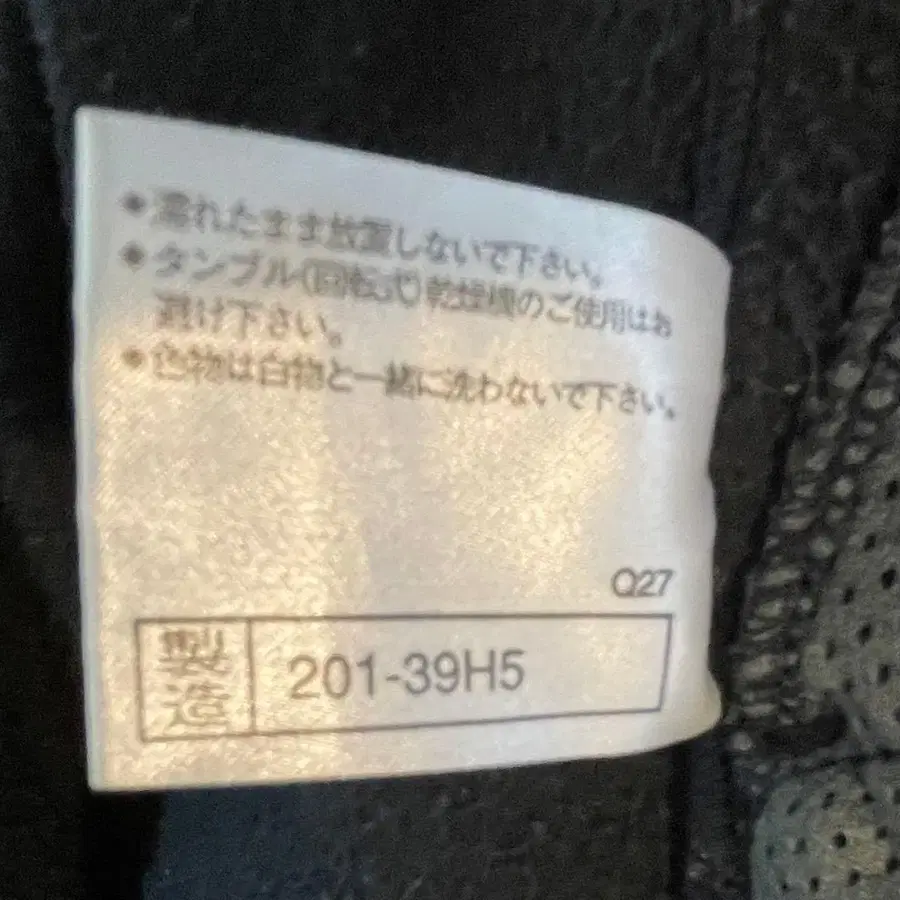 ●濡れたまま放置しないで下さい。
●タンブル(回転式)乾燥機のご使用はお
避け下さい。
●色物は白物と一緒に洗わないで下さい。
Q27
製造 201-39H5